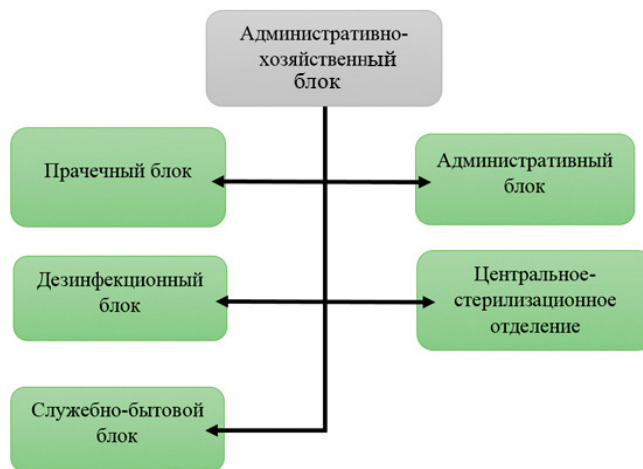 Административно-
хозяйственный
блок
Прачечный блок
Административный
блок
Дезинфекционный
блок
Центральное-
стерилизационное
отделение
Служебно-бытовой
блок